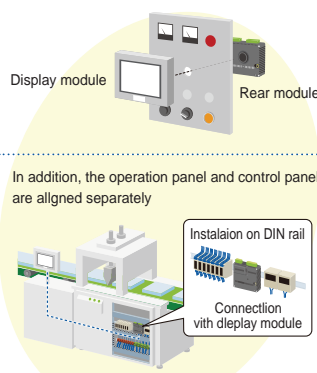 Display module
Rear module
In addition, the operation panel and control panel
are allgned separately
Instalaion on DIN rail
Connectlion
vith dleplay module